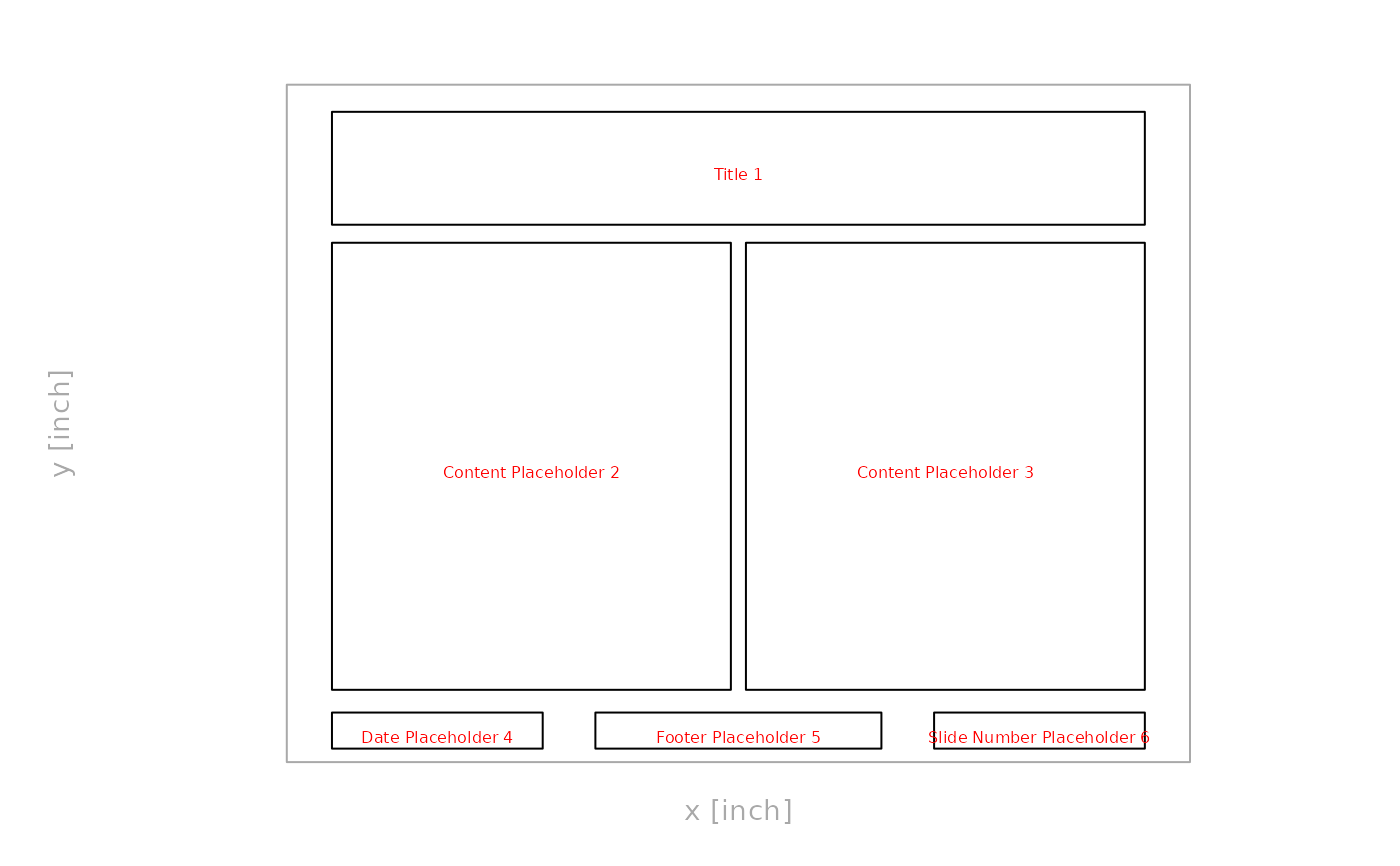 Title 1
y [inch]
Content Placeholder 2
Content Placeholder 3
Date Placeholder 4
Footer Placeholder 5
Slide Number Placeholder 6
x [inch]